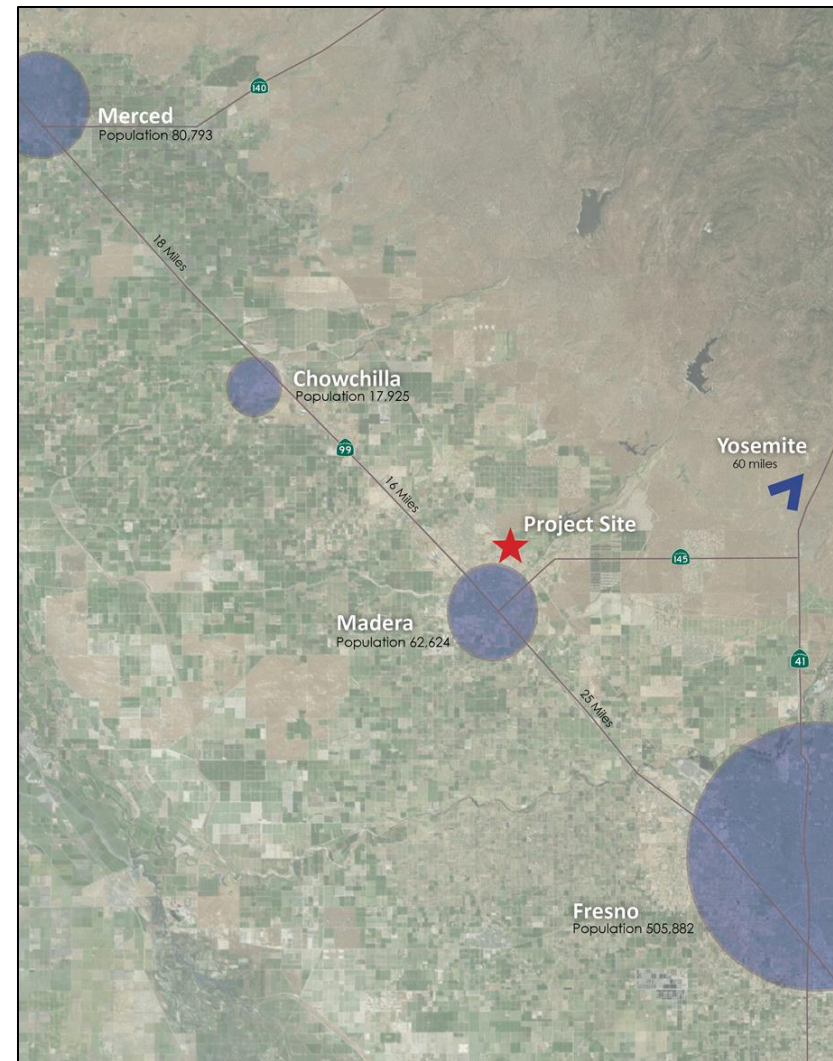 140
Merced
Population 80,793
18 Miles
Chowchilla
Population 17,925
99
Yosemite
60 miles
16 Miles
Project Site
145
Madera
Population 62,624
41
25 Miles
Fresno
Population 505,882